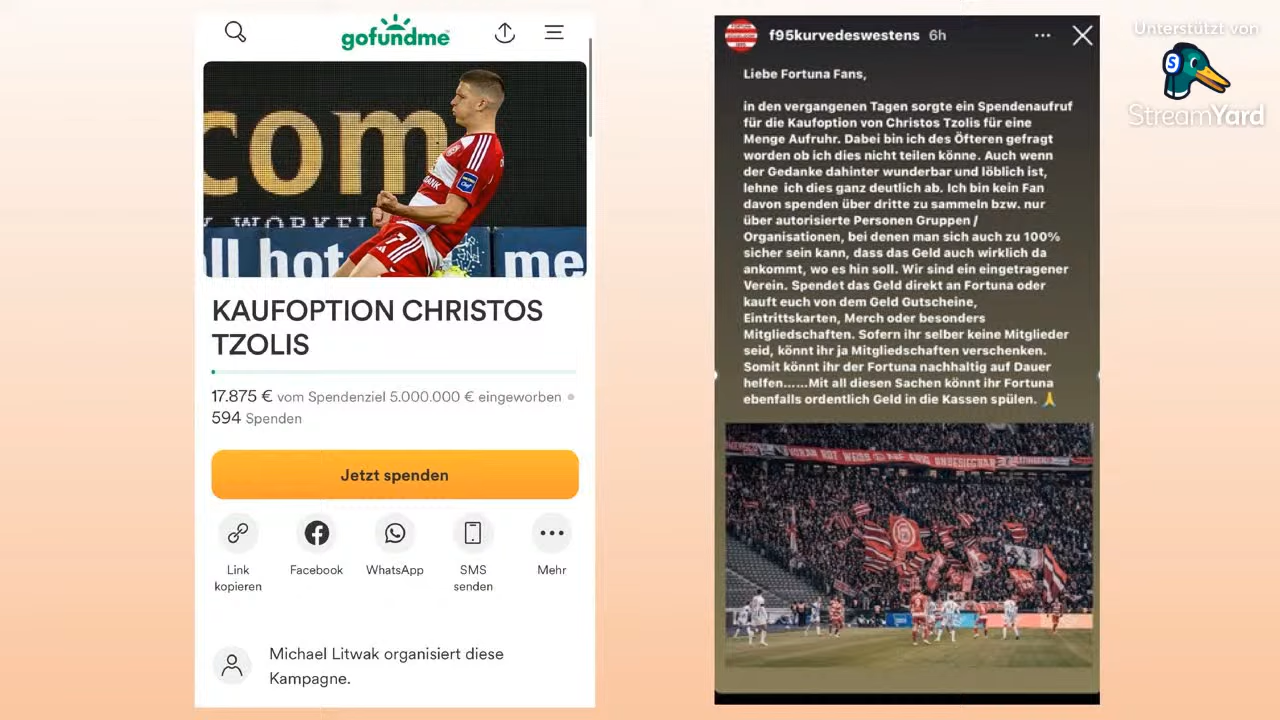 gofundme
com
Y WORKEL
all hot
me
BANK
7
KAUFOPTION CHRISTOS
TZOLIS
17.875 € vom Spendenziel 5.000.000 € eingeworben
594 Spenden
Jetzt spenden
Link
kopieren
Facebook
WhatsApp
SMS
senden
Mehr
Michael Litwak organisiert diese
Kampagne.
f95kurvedeswestens 6h
Liebe Fortuna Fans,
in den vergangenen Tagen sorgte ein Spendenaufruf
für die Kaufoption von Christos Tzolis für eine
Menge Aufruhr. Dabei bin ich des Öfteren gefragt
worden ob ich dies nicht teilen könne. Auch wenn
der Gedanke dahinter wunderbar und löblich ist,
lehne ich dies ganz deutlich ab. Ich bin kein Fan
davon spenden über dritte zu sammeln bzw. nur
über autorisierte Personen Gruppen /
Organisationen, bei denen man sich auch zu 100%
sicher sein kann, dass das Geld auch wirklich da
ankommt, wo es hin soll. Wir sind ein eingetragener
Verein. Spendet das Geld direkt an Fortuna oder
kauft euch von dem Geld Gutscheine,
Eintrittskarten, Merch oder besonders
Mitgliedschaften. Sofern ihr selber keine Mitglieder
seid, könnt ihr ja Mitgliedschaften verschenken.
Somit könnt ihr der Fortuna nachhaltig auf Dauer
helfen......Mit all diesen Sachen könnt ihr Fortuna
ebenfalls ordentlich Geld in die Kassen spülen. 🙏
Unterstützt von
StreamYard